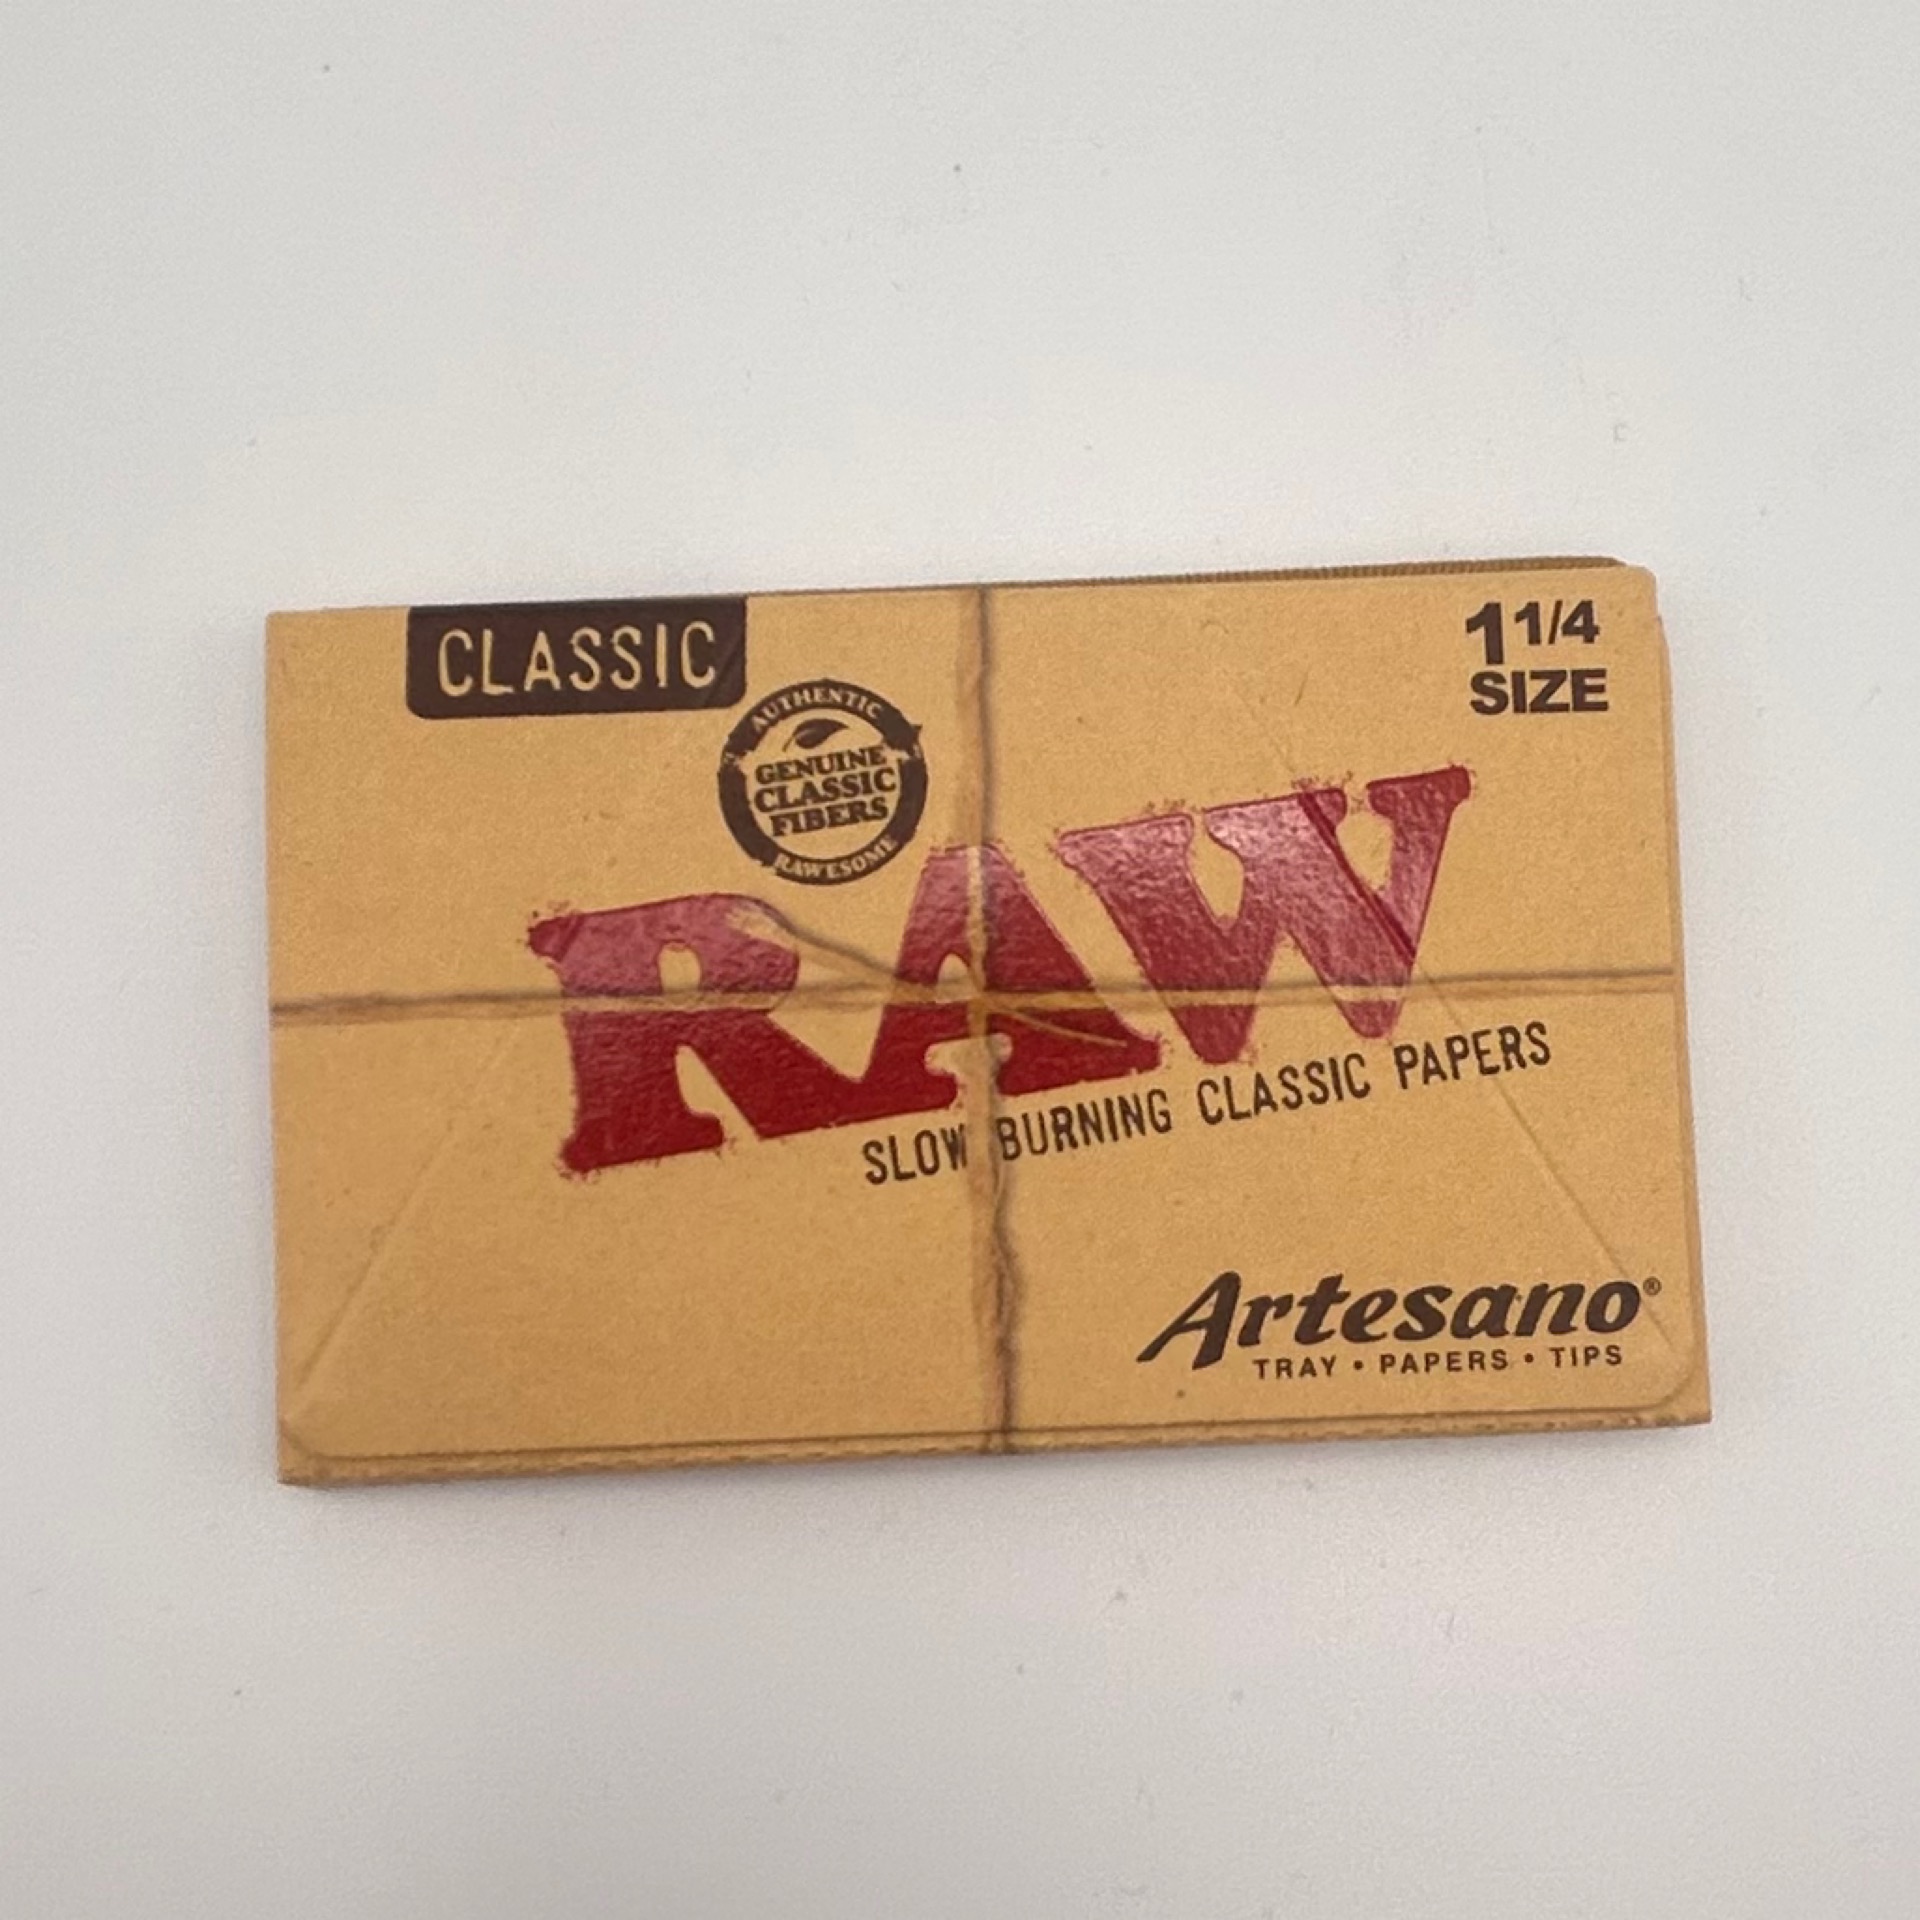 CLASSIC
1 1/4
SIZE
AUTHENTIC
GENUINE
CLASSIC
FIBERS
RAWESOME
RAW
SLOW BURNING CLASSIC PAPERS
Artesano®
TRAY • PAPERS • TIPS